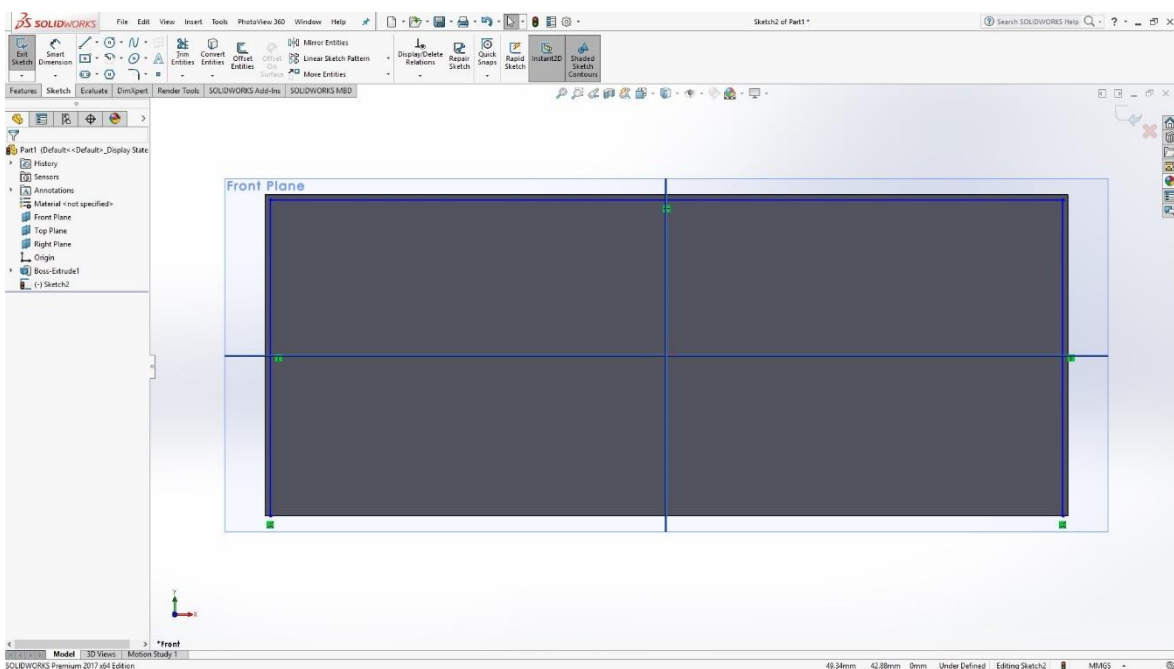 SOLIDWORKS File Edit View Insert Tools PhotoView 360 Window Help Sketch2 of Part1 * Search SOLIDWORKS Help
Exit Sketch Smart Dimension Trim Entities Convert Entities Offset Entities Offset On Surface Mirror Entities Linear Sketch Pattern Move Entities Display/Delete Relations Repair Sketch Quick Snaps Rapid Sketch Instant2D Shaded Sketch Contours
Features Sketch Evaluate DimXpert Render Tools SOLIDWORKS Add-Ins SOLIDWORKS MBD
Part1 (Default<<Default>_Display State
History
Sensors
Annotations
Material <not specified>
Front Plane
Top Plane
Right Plane
Origin
Boss-Extrude1
(-) Sketch2
Front Plane
Y
X
*Front
Model 3D Views Motion Study 1
SOLIDWORKS Premium 2017 x64 Edition 49.34mm 42.88mm 0mm Under Defined Editing Sketch2 MMGS